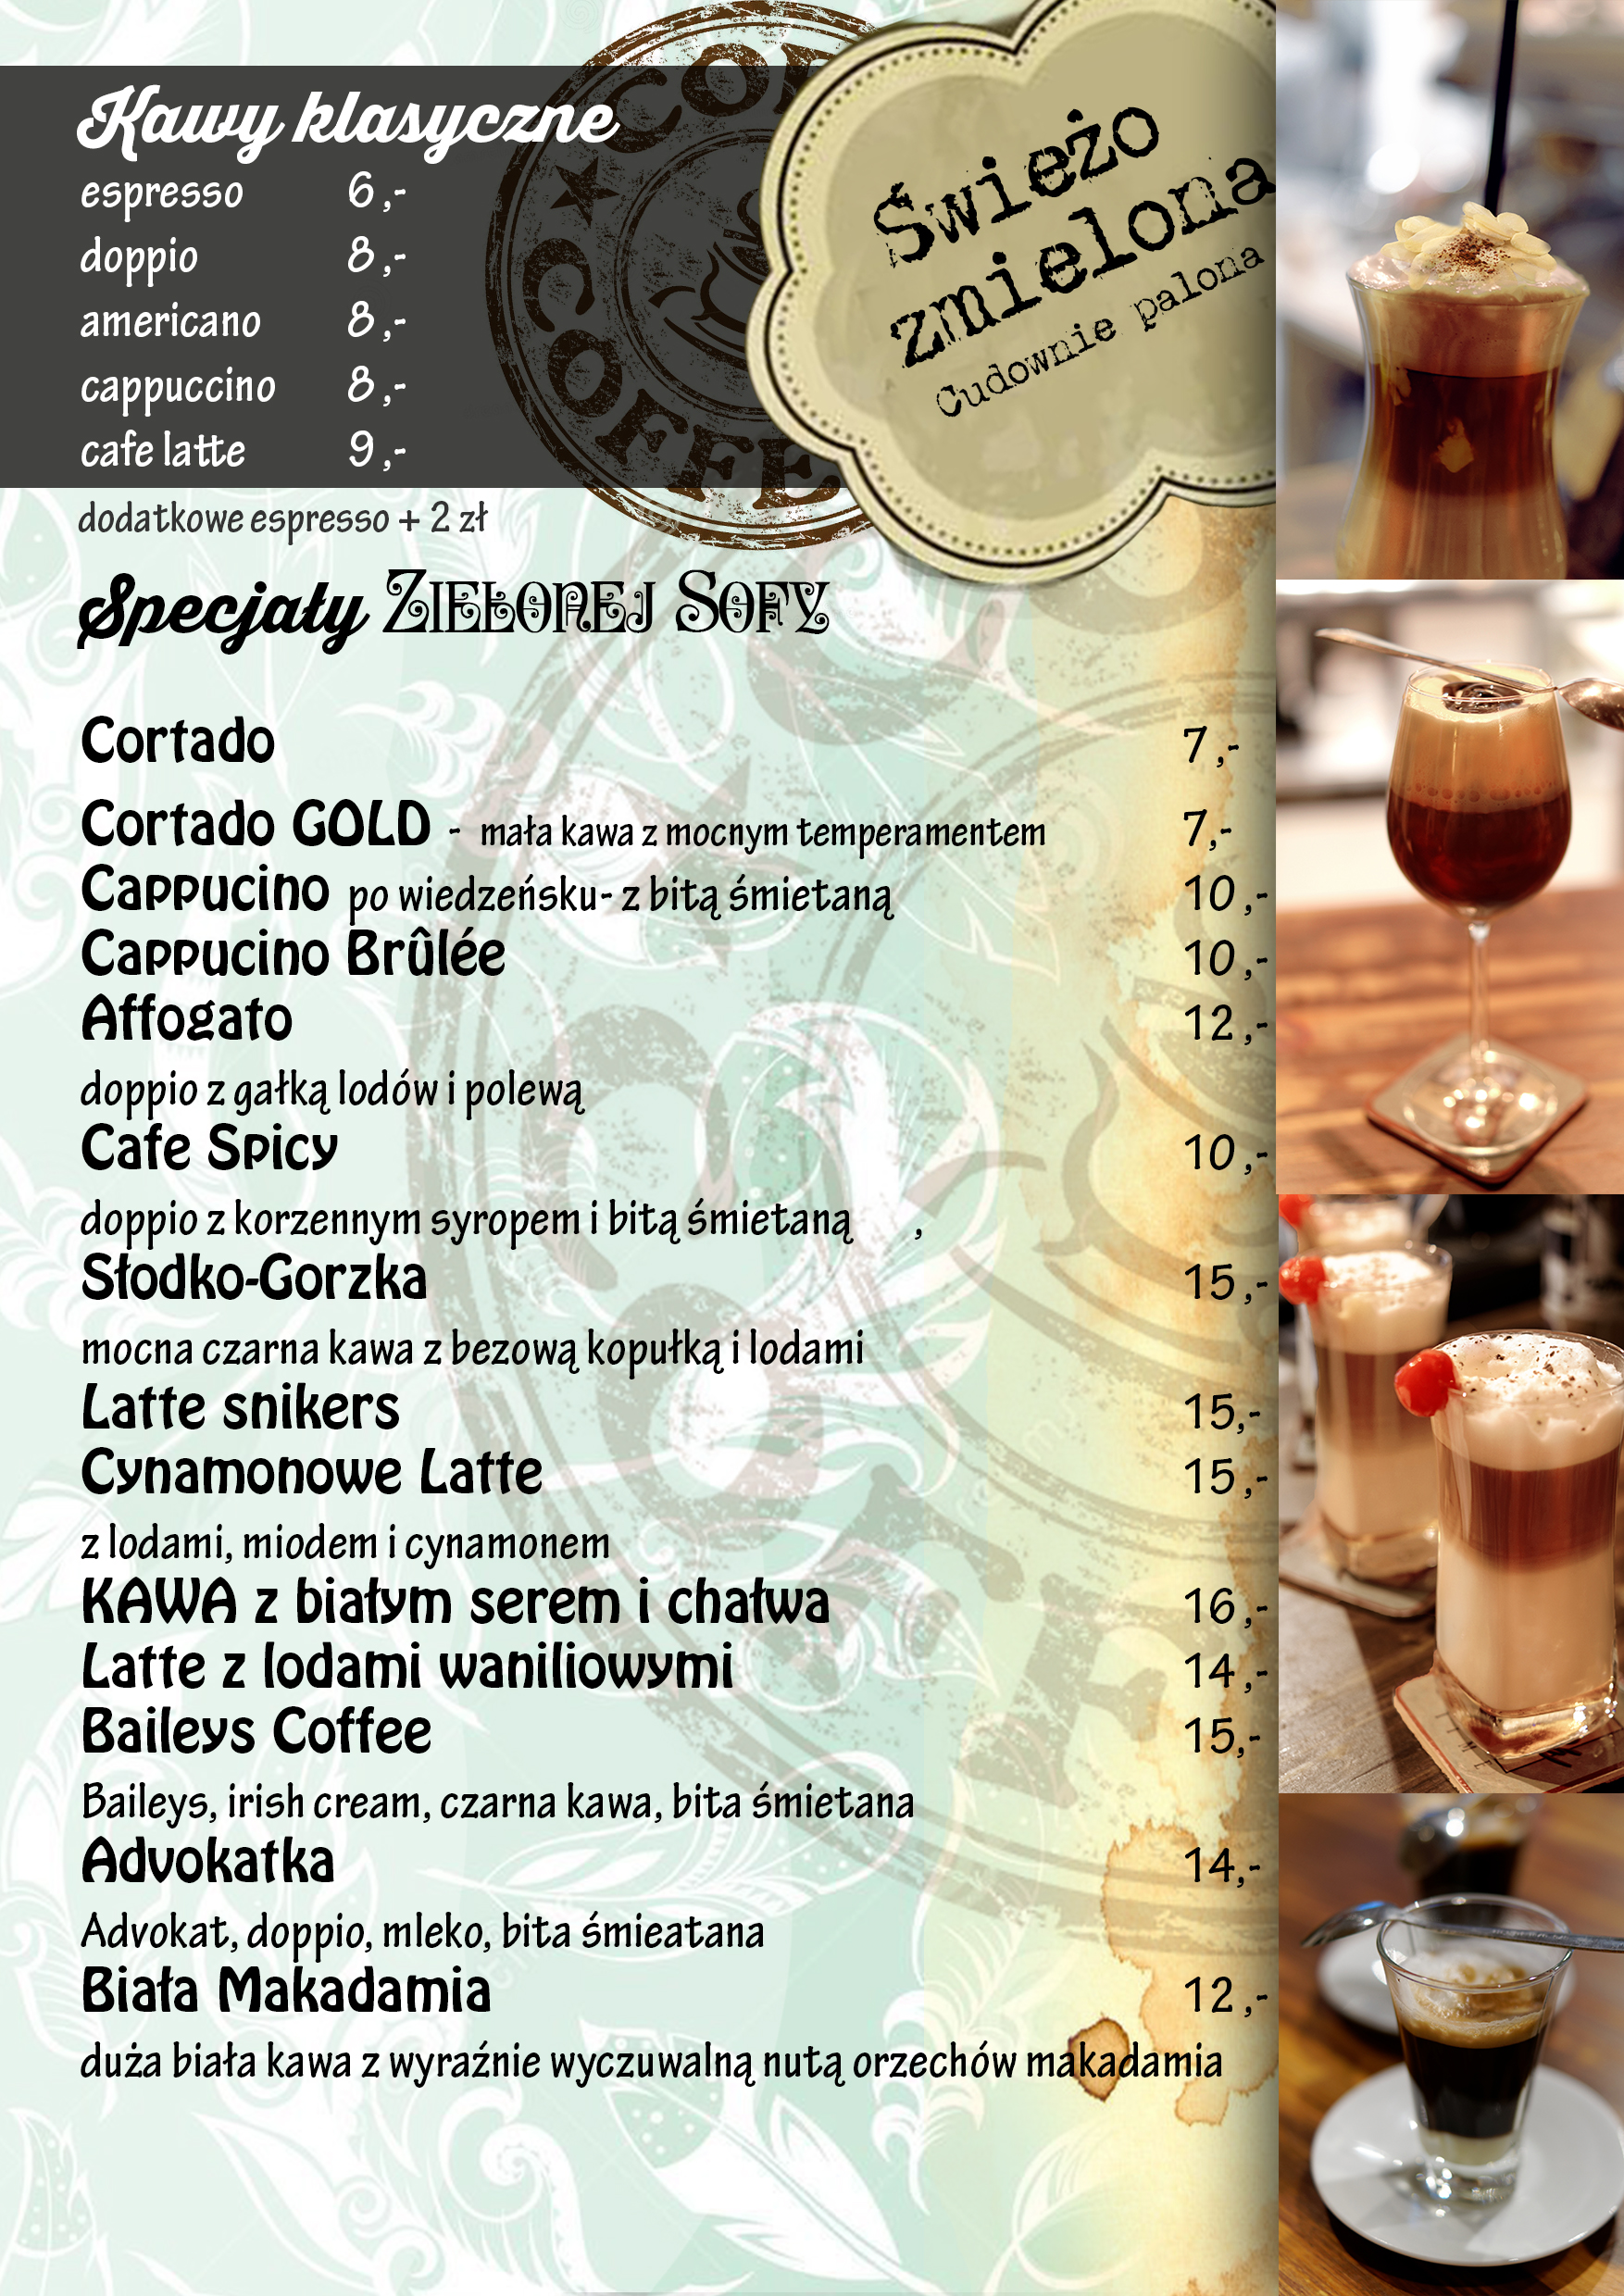 Kawy klasyczne
espresso 6 ,-
doppio 8 ,-
americano 8 ,-
cappuccino 8 ,-
cafe latte 9 ,-
dodatkowe espresso + 2 zł
COFFEE
Świeżo
zmielona
Cudownie palona
Specjały ZIELONEJ SOFY
Cortado 7 ,-
Cortado GOLD - mała kawa z mocnym temperamentem 7,-
Cappucino po wiedzeńsku- z bitą śmietaną 10 ,-
Cappucino Brûlée 10 ,-
Affogato 12 ,-
doppio z gałką lodów i polewą
Cafe Spicy 10 ,-
doppio z korzennym syropem i bitą śmietaną ,
Słodko-Gorzka 15 ,-
mocna czarna kawa z bezową kopułką i lodami
Latte snikers 15,-
Cynamonowe Latte 15 ,-
z lodami, miodem i cynamonem
KAWA z białym serem i chałwa 16 ,-
Latte z lodami waniliowymi 14 ,-
Baileys Coffee 15,-
Baileys, irish cream, czarna kawa, bita śmietana
Advokatka 14,-
Advokat, doppio, mleko, bita śmieatana
Biała Makadamia 12 ,-
duża biała kawa z wyraźnie wyczuwalną nutą orzechów makadamia